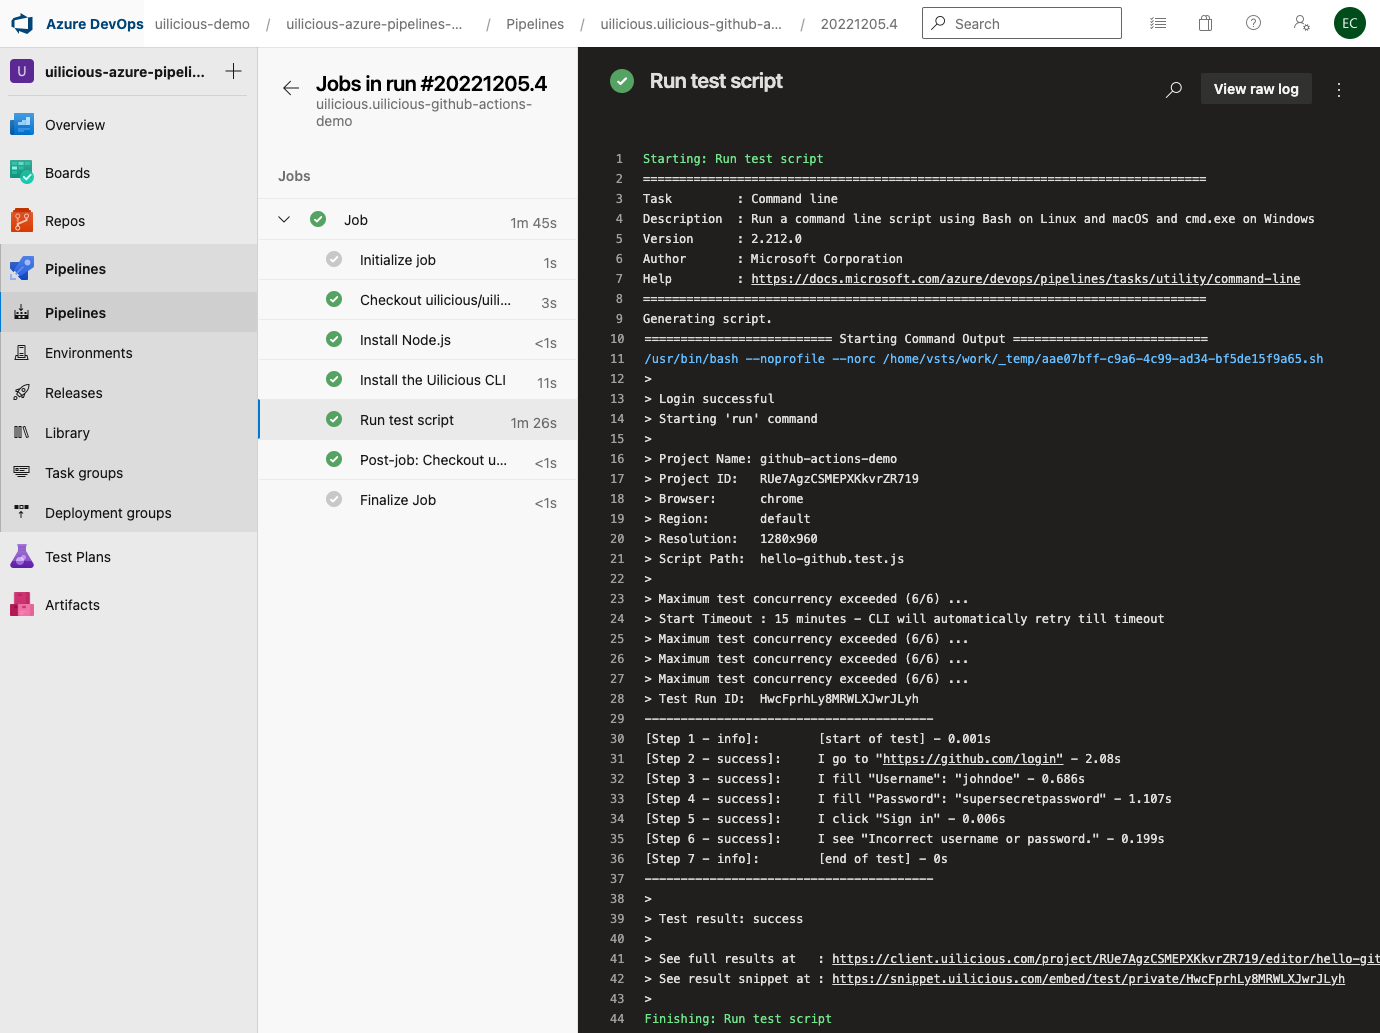 Azure DevOps uilicious-demo / uilicious-azure-pipelines-... / Pipelines / uilicious.uilicious-github-a... / 20221205.4 Search EC
U uilicious-azure-pipeli... +
Overview
Boards
Repos
Pipelines
Pipelines
Environments
Releases
Library
Task groups
Deployment groups
Test Plans
Artifacts
Jobs in run #20221205.4
uilicious.uilicious-github-actions-
demo
Jobs
Job 1m 45s
Initialize job 1s
Checkout uilicious/uili... 3s
Install Node.js <1s
Install the Uilicious CLI 11s
Run test script 1m 26s
Post-job: Checkout u... <1s
Finalize Job <1s
Run test script
View raw log
1 Starting: Run test script
2 ==============================================================================
3 Task : Command line
4 Description : Run a command line script using Bash on Linux and macOS and cmd.exe on Windows
5 Version : 2.212.0
6 Author : Microsoft Corporation
7 Help : https://docs.microsoft.com/azure/devops/pipelines/tasks/utility/command-line
8 ==============================================================================
9 Generating script.
10 ========================== Starting Command Output ===========================
11 /usr/bin/bash --noprofile --norc /home/vsts/work/_temp/aae07bff-c9a6-4c99-ad34-bf5de15f9a65.sh
12 >
13 > Login successful
14 > Starting 'run' command
15 >
16 > Project Name: github-actions-demo
17 > Project ID: RUe7AgzCSMEPXKkvrZR719
18 > Browser: chrome
19 > Region: default
20 > Resolution: 1280x960
21 > Script Path: hello-github.test.js
22 >
23 > Maximum test concurrency exceeded (6/6) ...
24 > Start Timeout : 15 minutes - CLI will automatically retry till timeout
25 > Maximum test concurrency exceeded (6/6) ...
26 > Maximum test concurrency exceeded (6/6) ...
27 > Maximum test concurrency exceeded (6/6) ...
28 > Test Run ID: HwcFprhLy8MRWLXJwrJLyh
29 ----------------------------------------
30 [Step 1 - info]: [start of test] - 0.001s
31 [Step 2 - success]: I go to "https://github.com/login" - 2.08s
32 [Step 3 - success]: I fill "Username": "johndoe" - 0.686s
33 [Step 4 - success]: I fill "Password": "supersecretpassword" - 1.107s
34 [Step 5 - success]: I click "Sign in" - 0.006s
35 [Step 6 - success]: I see "Incorrect username or password." - 0.199s
36 [Step 7 - info]: [end of test] - 0s
37 ----------------------------------------
38 >
39 > Test result: success
40 >
41 > See full results at : https://client.uilicious.com/project/RUe7AgzCSMEPXKkvrZR719/editor/hello-git
42 > See result snippet at : https://snippet.uilicious.com/embed/test/private/HwcFprhLy8MRWLXJwrJLyh
43 >
44 Finishing: Run test script